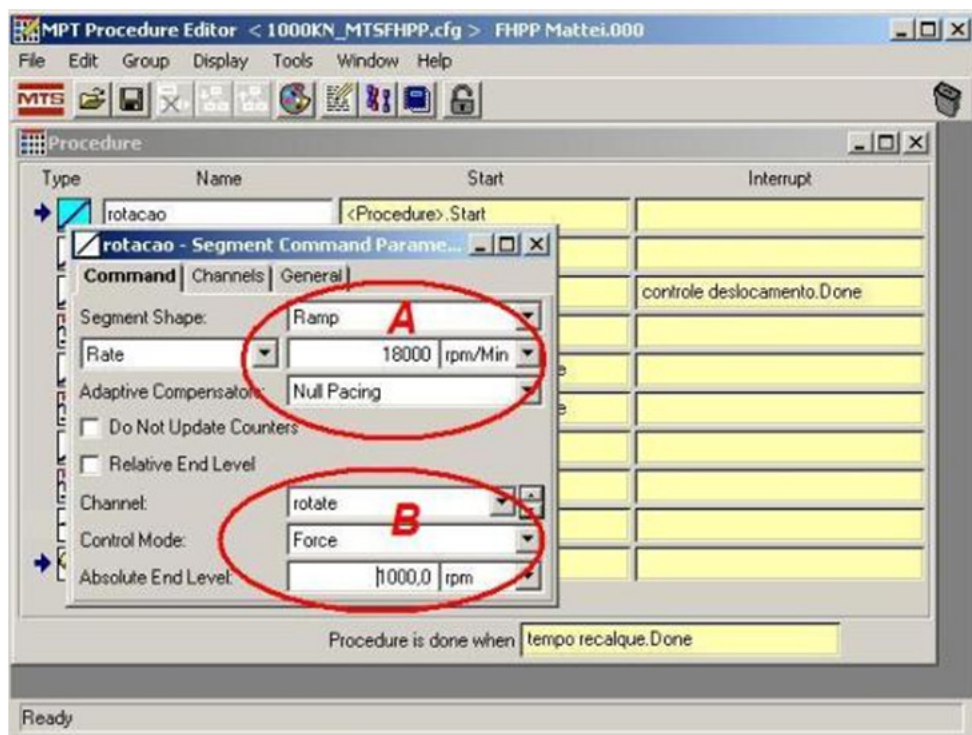 MPT Procedure Editor < 1000KN_MTSFHPP.cfg > FHPP Mattei.000
File Edit Group Display Tools Window Help
MTS
Procedure
Type Name Start Interrupt
rotacao <Procedure>.Start
rotacao - Segment Command Parame...
Command Channels General
controle deslocamento.Done
Segment Shape: Ramp
A
Rate 18000 rpm/Min
Adaptive Compensators: Null Pacing
Do Not Update Counters
Relative End Level
Channel: rotate
B
Control Mode: Force
Absolute End Level: 1000,0 rpm
Procedure is done when tempo recalque.Done
Ready